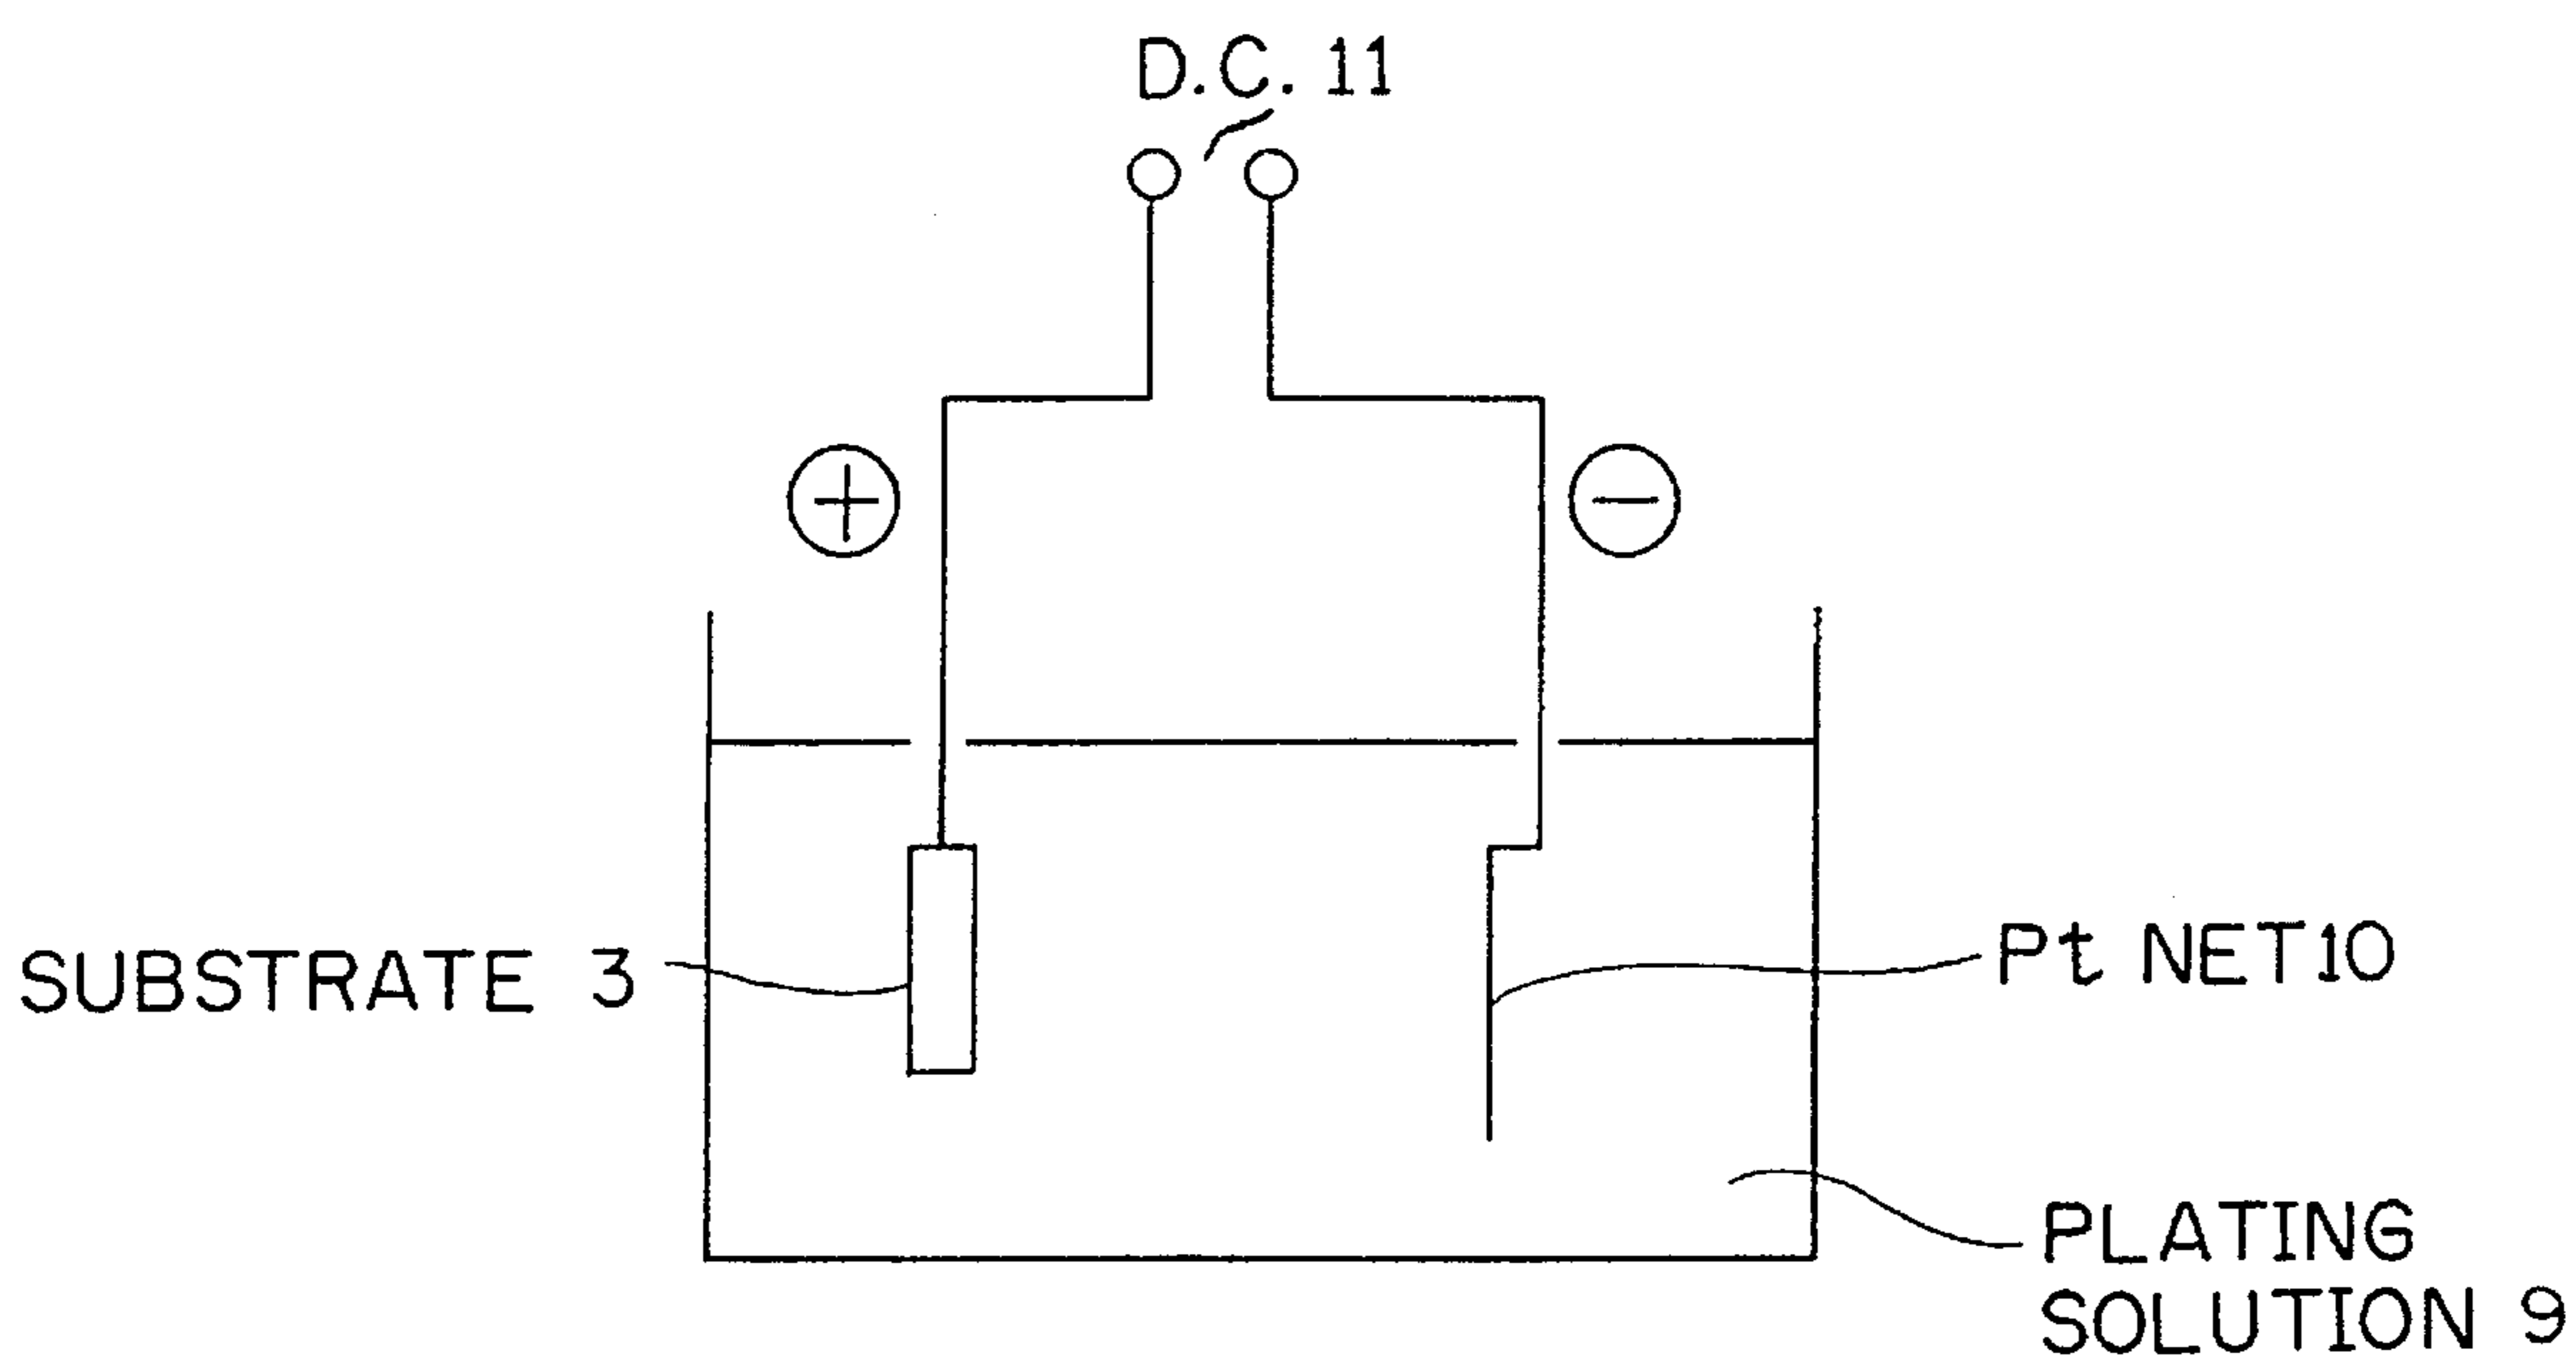 D.C. 11
+
−
SUBSTRATE 3
Pt NET10
PLATING
SOLUTION 9